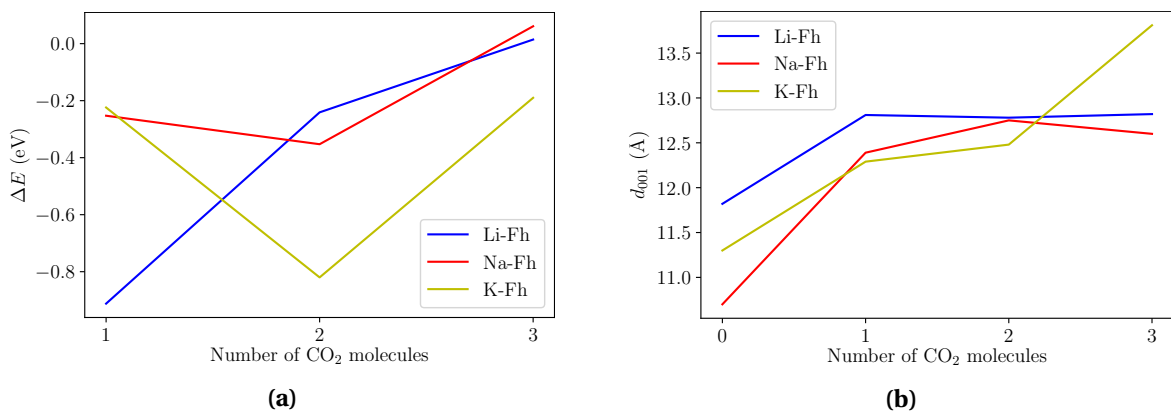 0.0
−0.2
−0.4
−0.6
−0.8
ΔE (eV)
Li-Fh
Na-Fh
K-Fh
1
2
3
Number of CO₂ molecules
(a)
13.5
13.0
12.5
12.0
11.5
11.0
d₀₀₁ (A)
Li-Fh
Na-Fh
K-Fh
0
1
2
3
Number of CO₂ molecules
(b)